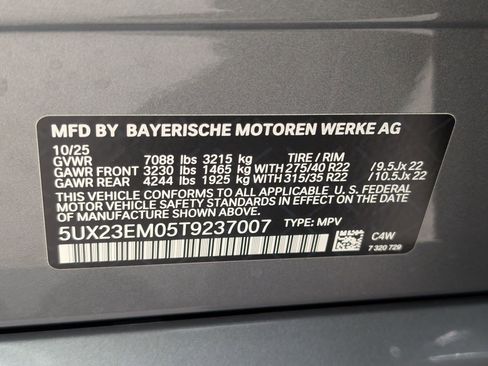 MFD BY BAYERISCHE MOTOREN WERKE AG
10/25
GVWR 7088 lbs 3215 kg TIRE / RIM
GAWR FRONT 3230 lbs 1465 kg WITH 275/40 R22 /9.5Jx 22
GAWR REAR 4244 lbs 1925 kg WITH 315/35 R22 /10.5Jx 22
THIS VEHICLE CONFORMS TO ALL APPLICABLE U.S. FEDERAL
MOTOR VEHICLE SAFETY STANDARDS IN EFFECT ON THE
DATE OF MANUFACTURE SHOWN ABOVE.
5UX23EM05T9237007 TYPE: MPV
C4W
7 320 729